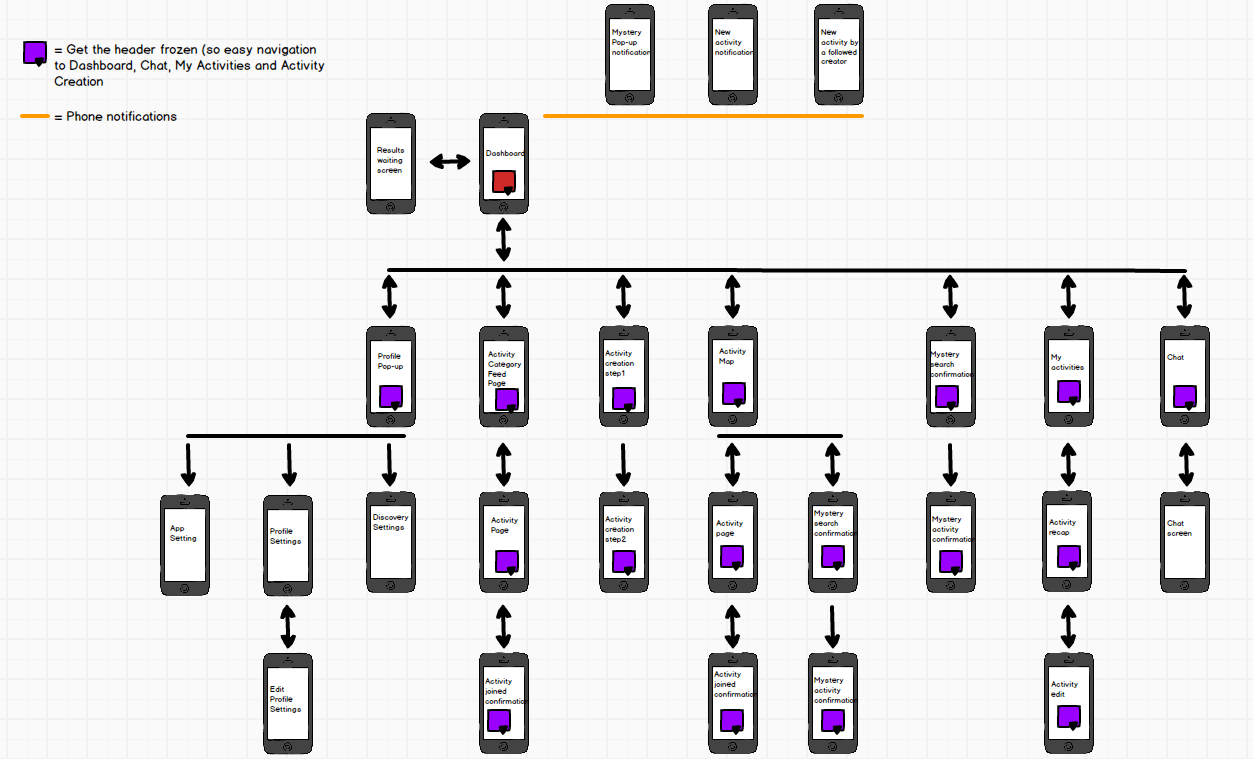 Mystery
Pop-up
notification
New
activity
notification
New
activity by
a followed
creator
= Get the header frozen (so easy navigation
to Dashboard, Chat, My Activities and Activity
Creation
= Phone notifications
Results
waiting
screen
Dashboard
Profile
Pop-up
Activity
Category
Feed
Page
Activity
creation
step1
Activity
Map
Mystery
search
confirmation
My
activities
Chat
App
Setting
Profile
Settings
Discovery
Settings
Activity
Page
Activity
creation
step2
Activity
page
Mystery
search
confirmation
Mystery
activity
confirmation
Activity
recap
Chat
screen
Edit
Profile
Settings
Activity
joined
confirmation
Activity
joined
confirmation
Mystery
activity
confirmation
Activity
edit